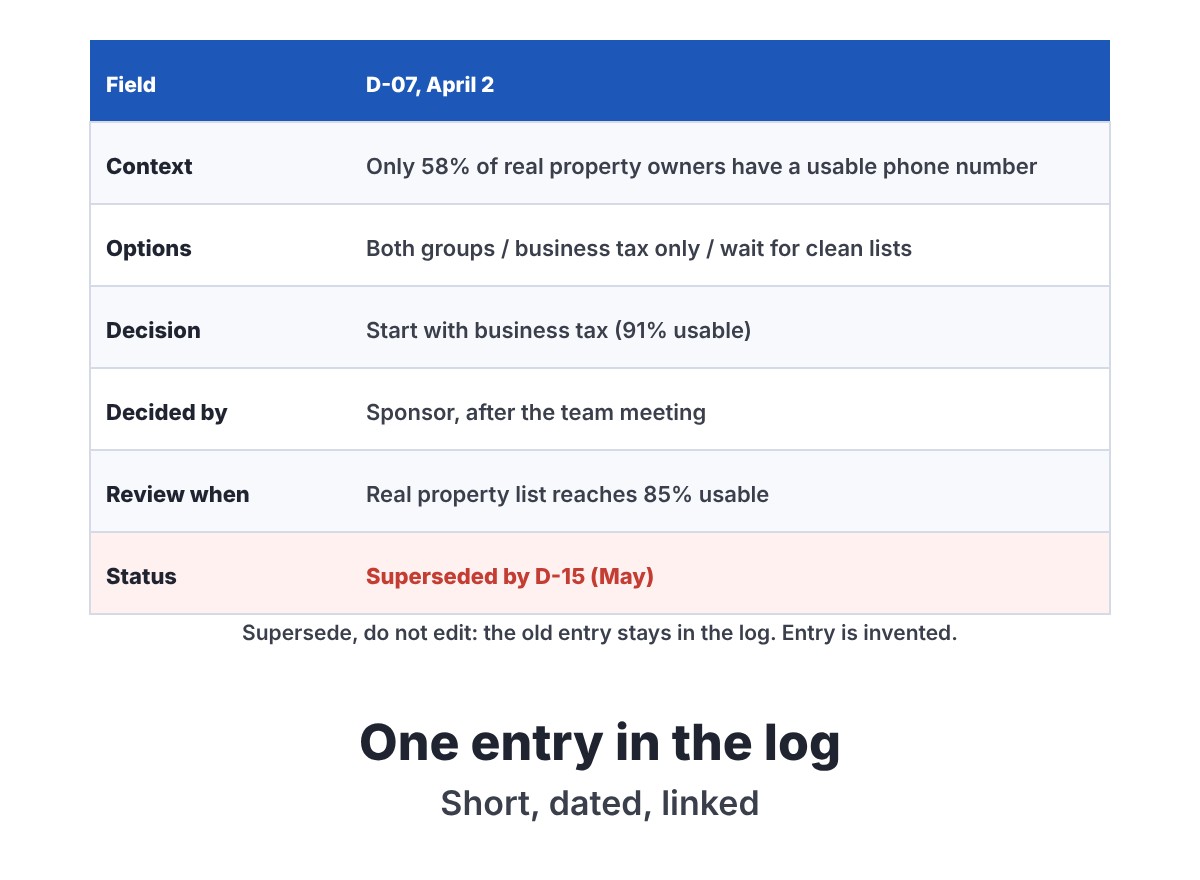 Field D-07, April 2
Context Only 58% of real property owners have a usable phone number
Options Both groups / business tax only / wait for clean lists
Decision Start with business tax (91% usable)
Decided by Sponsor, after the team meeting
Review when Real property list reaches 85% usable
Status Superseded by D-15 (May)
Supersede, do not edit: the old entry stays in the log. Entry is invented.
One entry in the log
Short, dated, linked